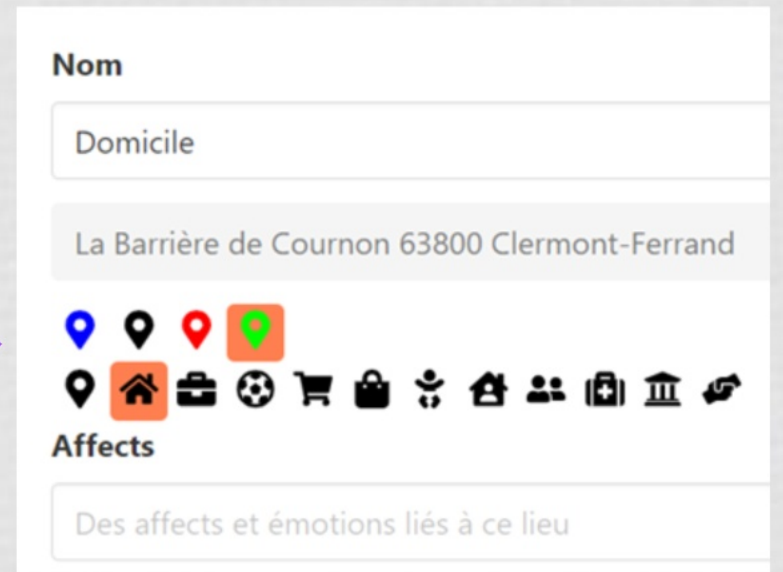 Nom
Domicile
La Barrière de Cournon 63800 Clermont-Ferrand
Affects
Des affects et émotions liés à ce lieu